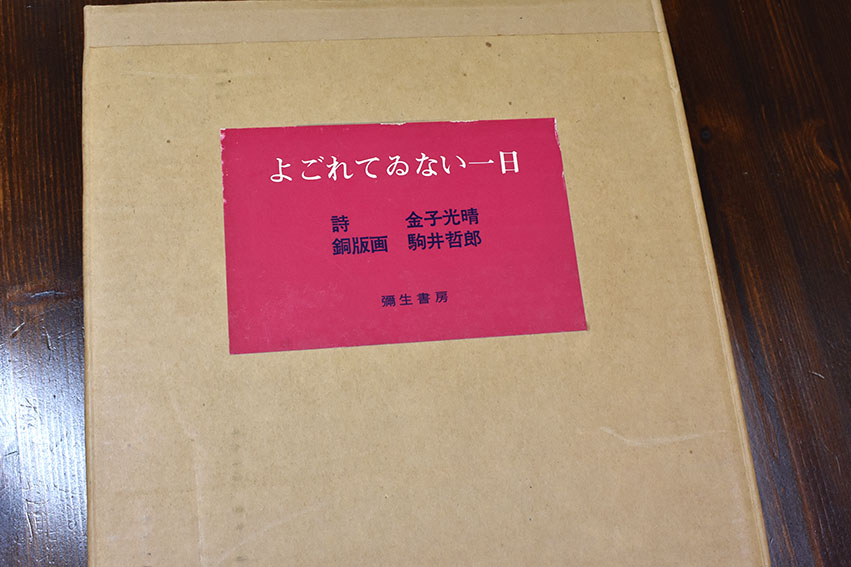 よごれてゐない一日
詩 金子光晴
銅版画 駒井哲郎
彌生書房